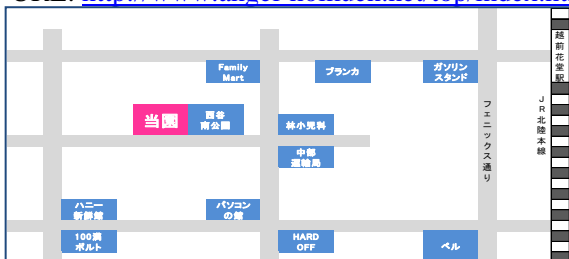 Family
Mart
ブランカ
ガソリン
スタンド
越前花堂駅
当園
西谷
南公園
林小児科
中部
運輸局
フェニックス通り
JR北陸本線
ハニー
新鮮館
パソコン
の館
100満
ボルト
HARD
OFF
ベル